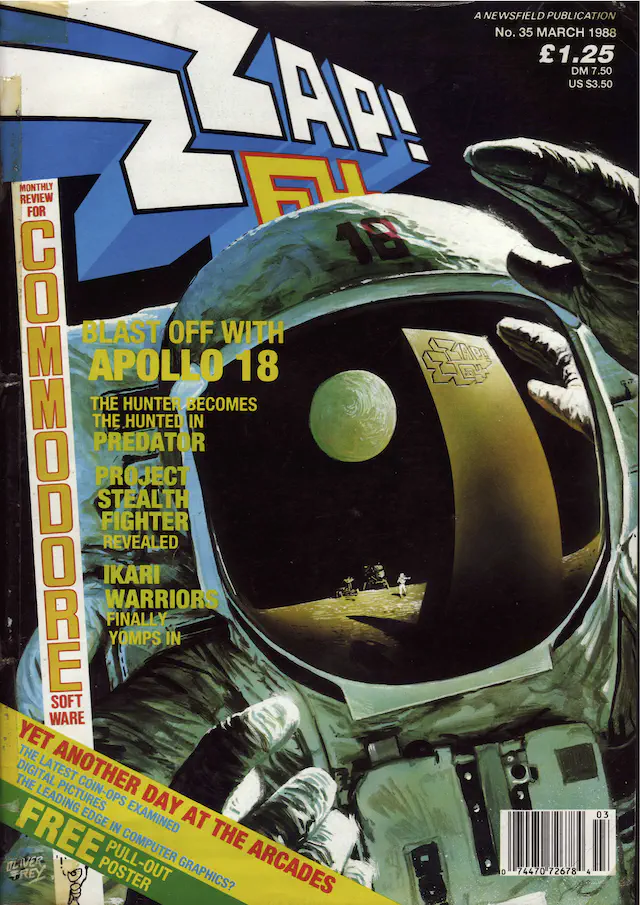 A NEWSFIELD PUBLICATION
No. 35 MARCH 1988
£1.25
DM 7.50
US $3.50
ZZAP!
64
MONTHLY
REVIEW
FOR
COMMODORE
SOFT
WARE
18
BLAST OFF WITH
APOLLO 18
THE HUNTER BECOMES
THE HUNTED IN
PREDATOR
PROJECT
STEALTH
FIGHTER
REVEALED
IKARI
WARRIORS
FINALLY
YOMPS IN
ZZAP!
64
YET ANOTHER DAY AT THE ARCADES
THE LATEST COIN-OPS EXAMINED
DIGITAL PICTURES
THE LEADING EDGE IN COMPUTER GRAPHICS?
FREE PULL-OUT
POSTER
OLIVER
FREY
03
0 74470 72678 4